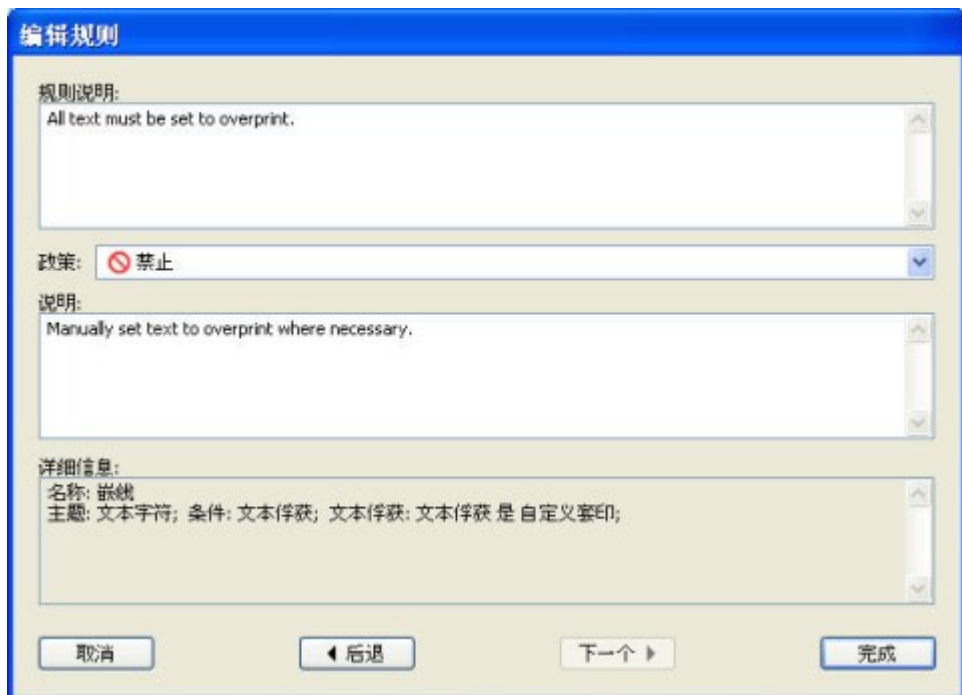 编辑规则
规则说明:
All text must be set to overprint.
政策: 禁止
说明:
Manually set text to overprint where necessary.
详细信息:
名称: 嵌线
主题: 文本字符; 条件: 文本俘获; 文本俘获: 文本俘获 是 自定义套印;
取消 后退 下一个 完成